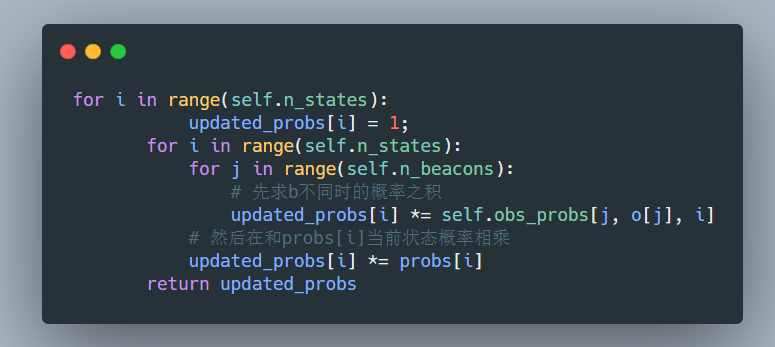 for i in range(self.n_states):
            updated_probs[i] = 1;
        for i in range(self.n_states):
            for j in range(self.n_beacons):
                # 先求b不同时的概率之积
                updated_probs[i] *= self.obs_probs[j, o[j], i]
            # 然后在和probs[i]当前状态概率相乘
            updated_probs[i] *= probs[i]
        return updated_probs